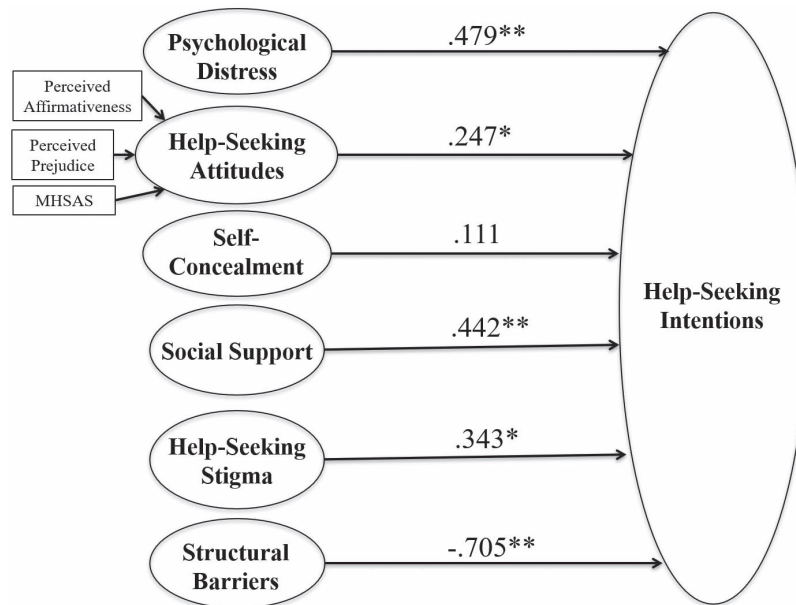 Psychological
Distress
.479**
Perceived
Affirmativeness
Perceived
Prejudice
MHSAS
Help-Seeking
Attitudes
.247*
Self-
Concealment
.111
Social Support
.442**
Help-Seeking
Stigma
.343*
Structural
Barriers
-.705**
Help-Seeking
Intentions